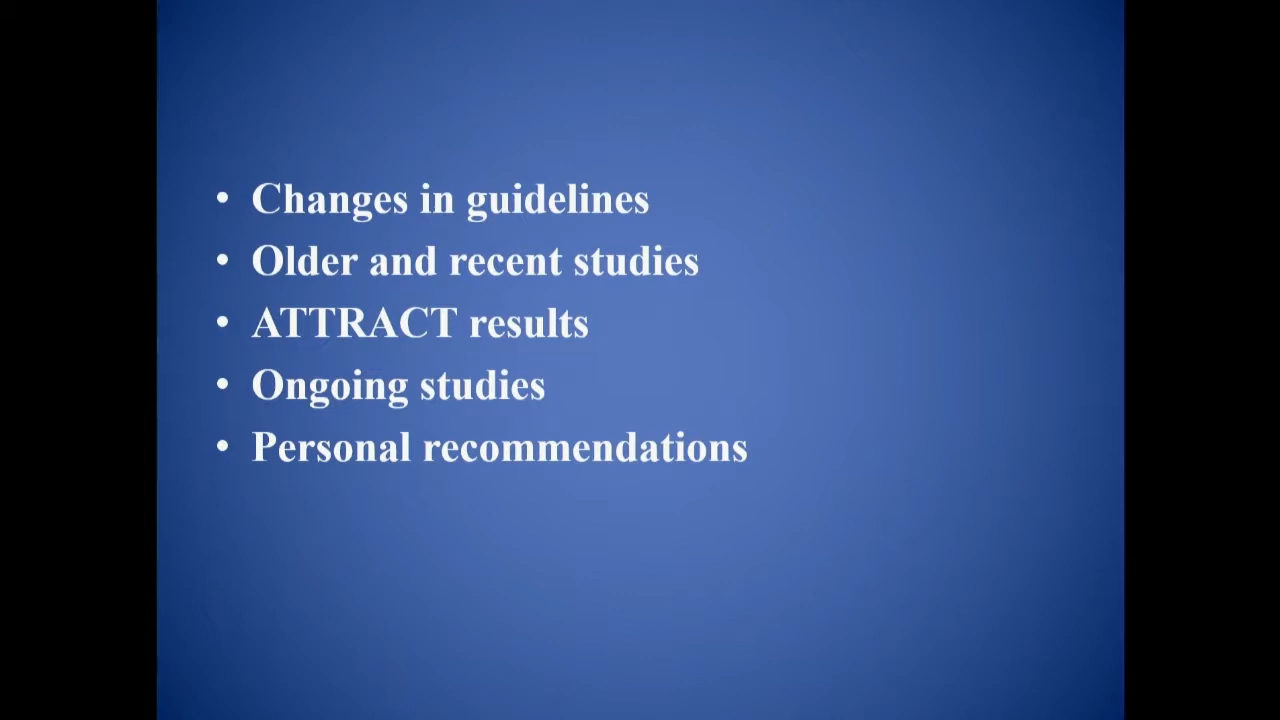 • Changes in guidelines
• Older and recent studies
• ATTRACT results
• Ongoing studies
• Personal recommendations